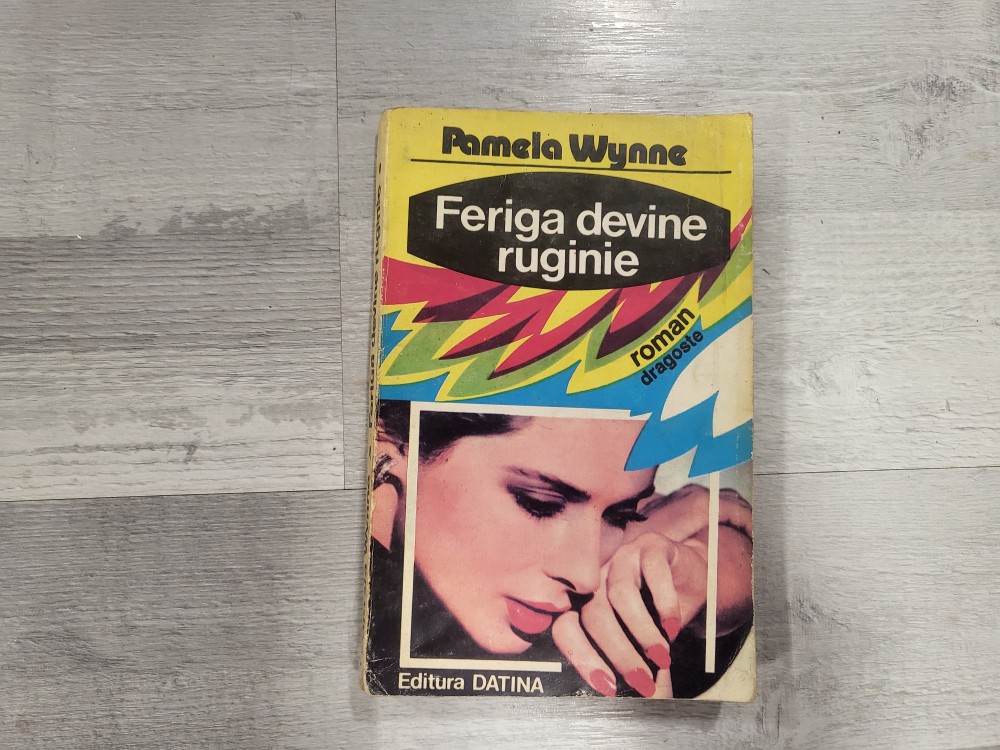 Pamela Wynne
Feriga devine
ruginie
roman
dragoste
Editura DATINA